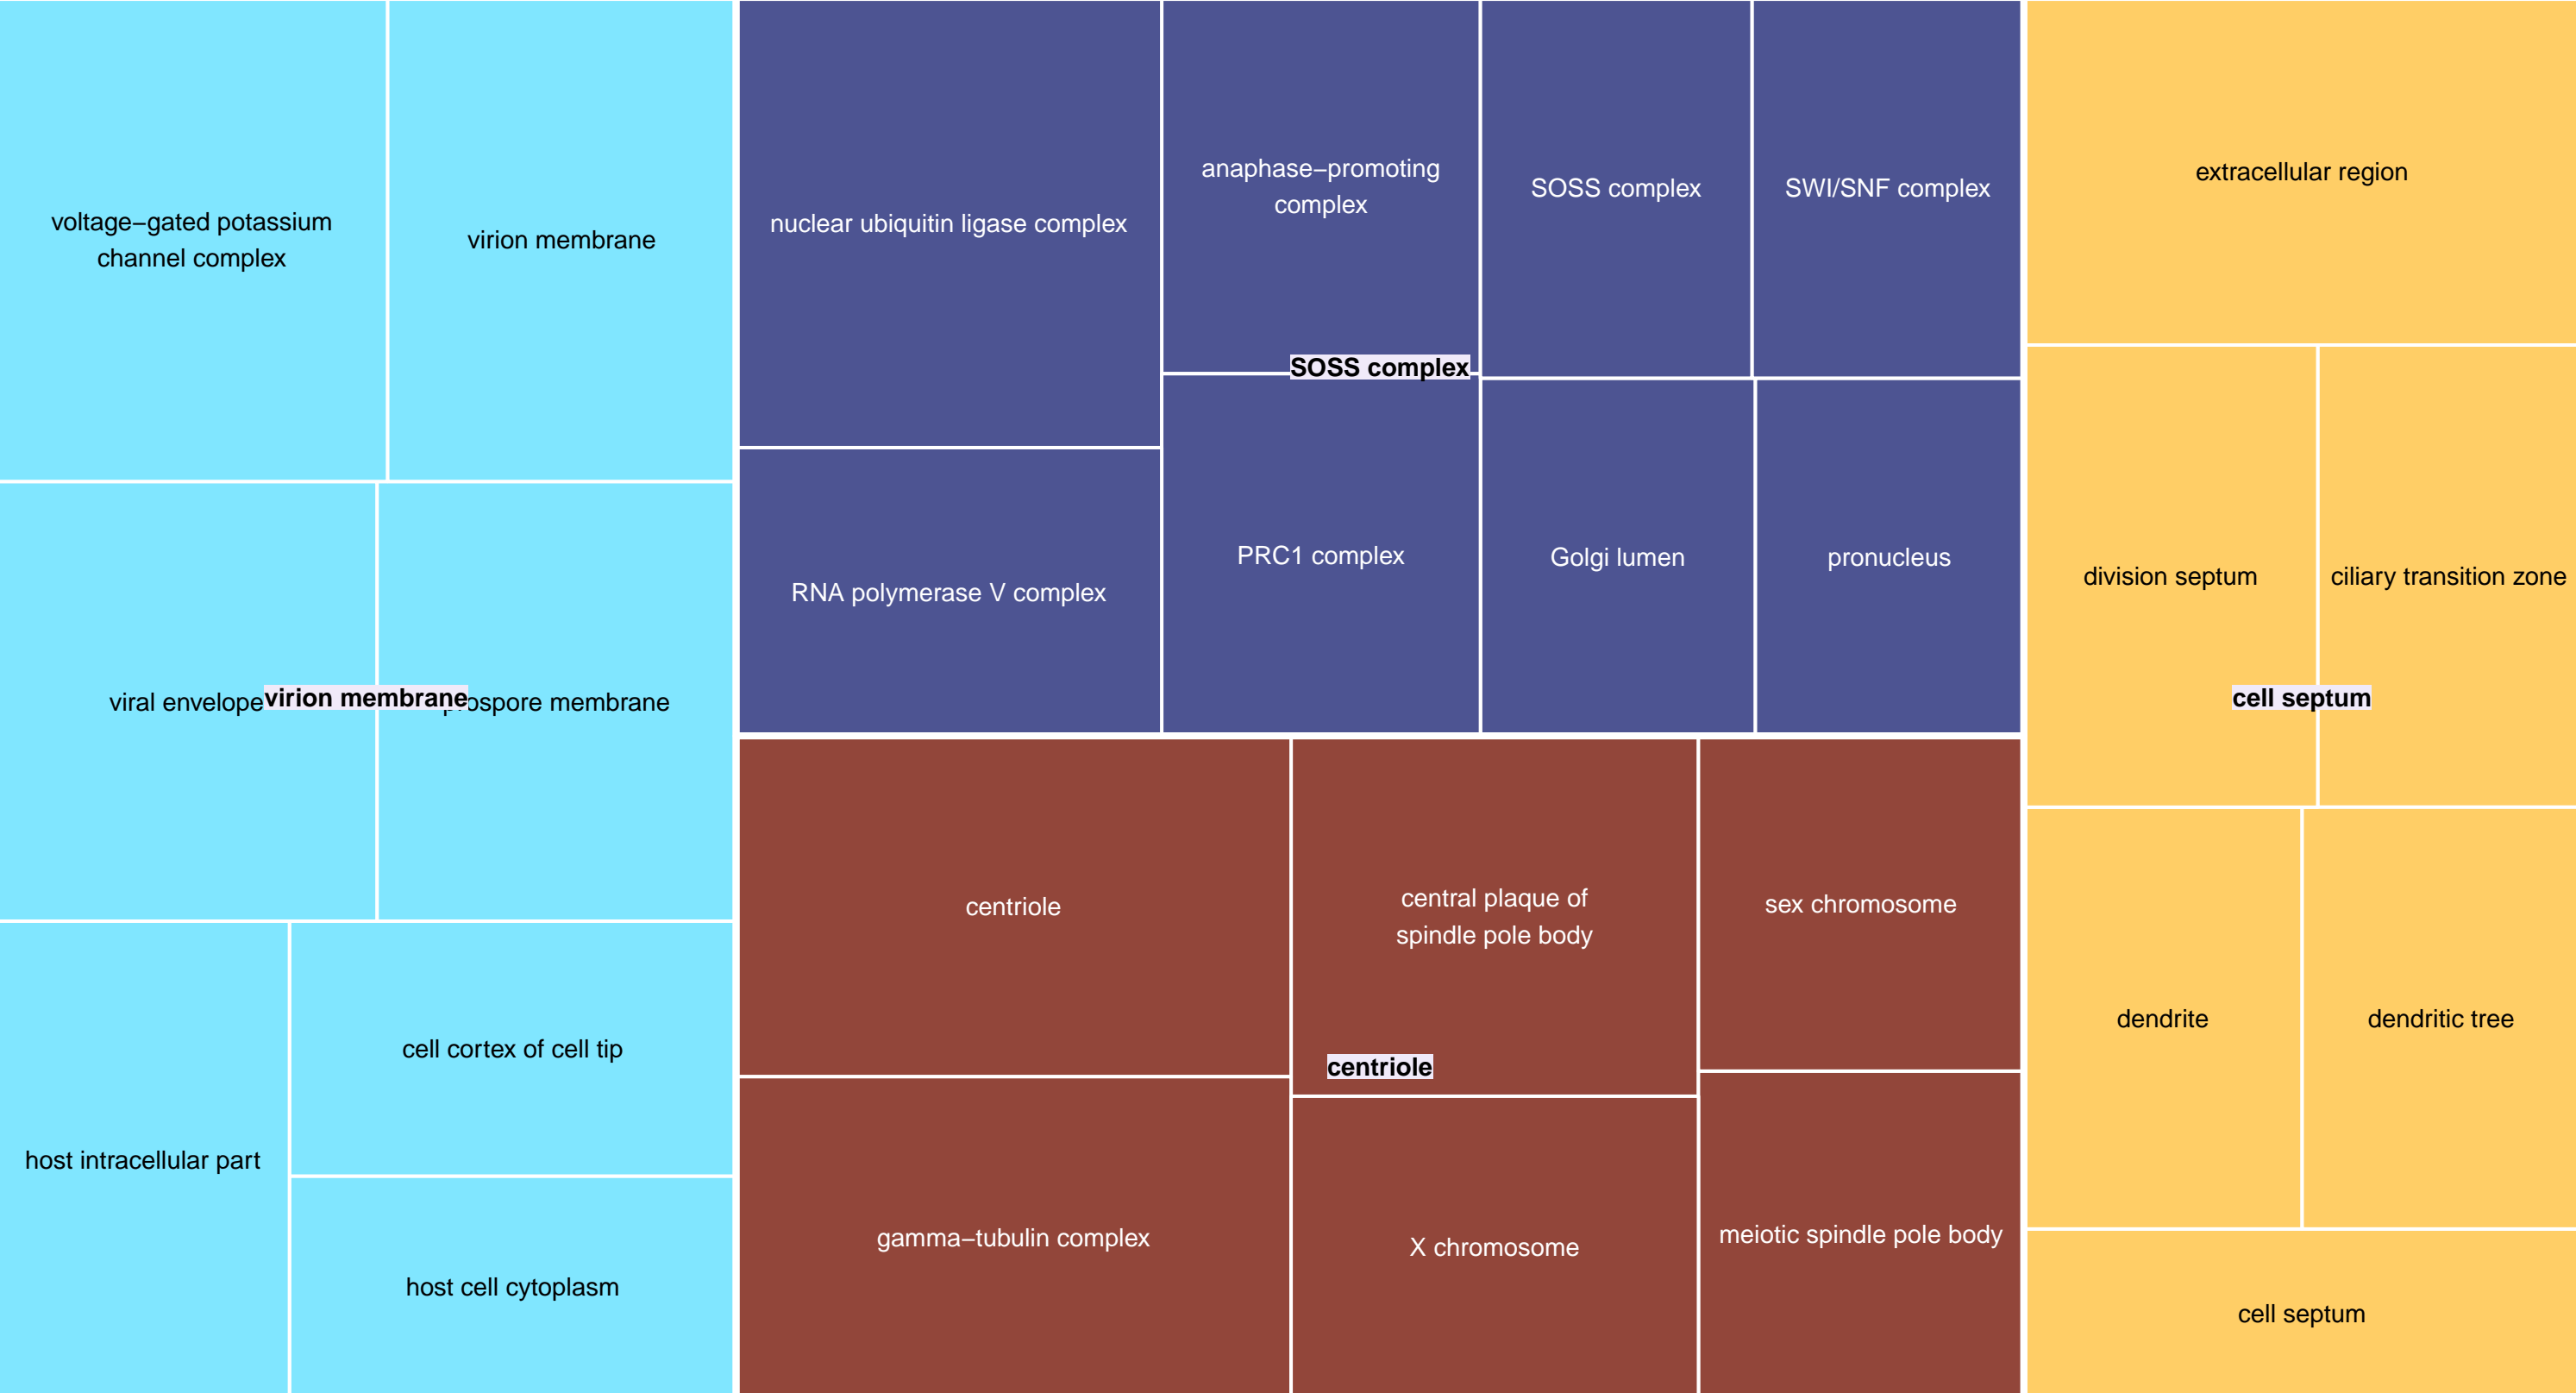 voltage−gated potassium
channel complex
virion membrane
viral envelope
virion membrane
prospore membrane
host intracellular part
cell cortex of cell tip
host cell cytoplasm
nuclear ubiquitin ligase complex
anaphase−promoting
complex
SOSS complex
SWI/SNF complex
SOSS complex
RNA polymerase V complex
PRC1 complex
Golgi lumen
pronucleus
centriole
central plaque of
spindle pole body
sex chromosome
centriole
gamma−tubulin complex
X chromosome
meiotic spindle pole body
extracellular region
division septum
ciliary transition zone
cell septum
dendrite
dendritic tree
cell septum